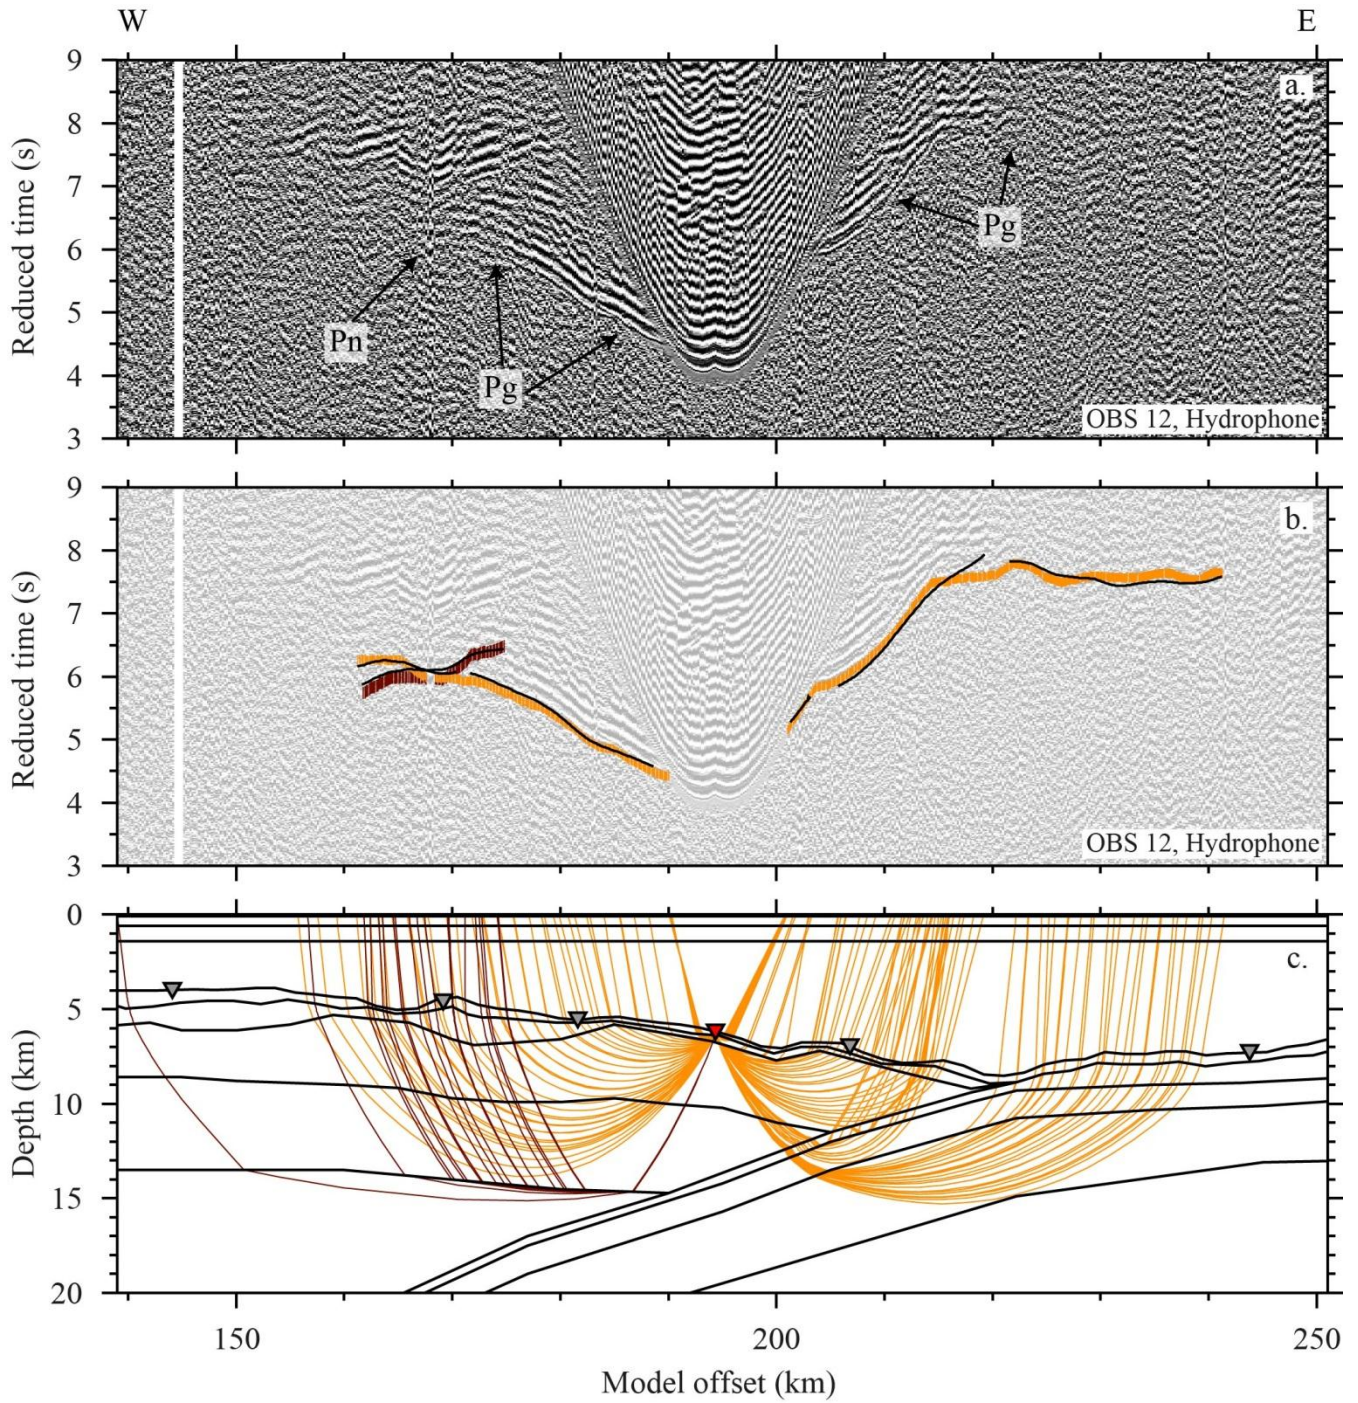 W E
9
8
7
6
5
4
3
Reduced time (s)
a.
Pn
Pg
Pg
OBS 12, Hydrophone
9
8
7
6
5
4
3
Reduced time (s)
b.
OBS 12, Hydrophone
0
5
10
15
20
Depth (km)
c.
150 200 250
Model offset (km)